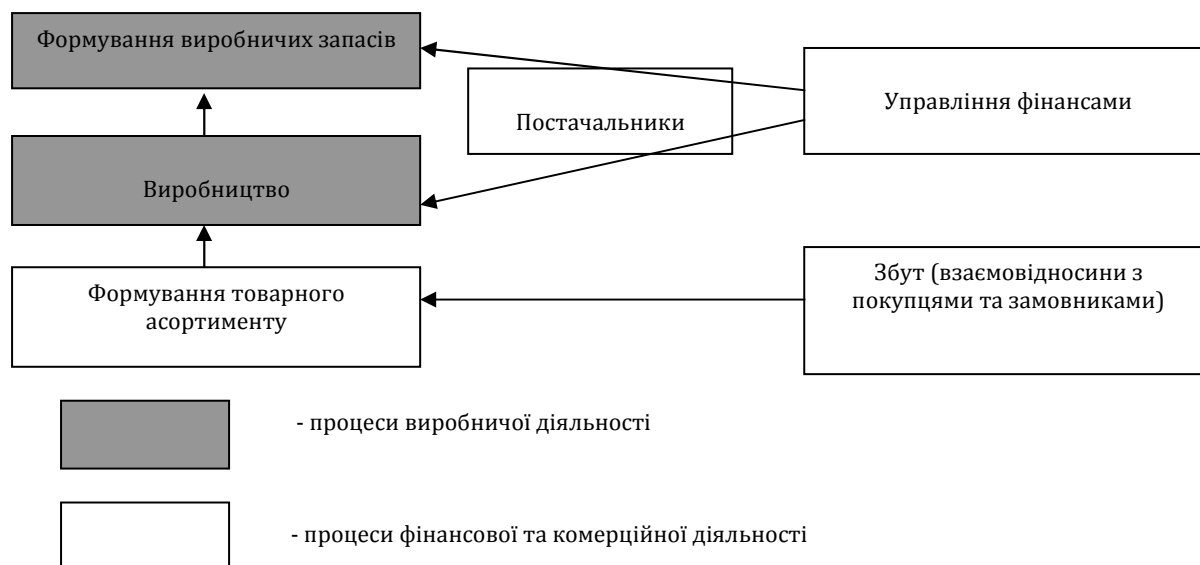 Формування виробничих запасів
Постачальники
Управління фінансами
Виробництво
Формування товарного
асортименту
Збут (взаємовідносини з
покупцями та замовниками)
- процеси виробничої діяльності
- процеси фінансової та комерційної діяльності